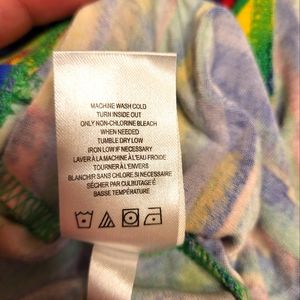 MACHINE WASH COLD
TURN INSIDE OUT
ONLY NON-CHLORINE BLEACH
WHEN NEEDED
TUMBLE DRY LOW
IRON LOW IF NECESSARY
LAVER À LA MACHINE À L'EAU FROIDE
TOURNER À L'ENVERS
BLANCHIR SANS CHLORE SI NÉCESSAIRE
SÉCHER PAR CULBUTAGE É
BASSE TEMPÉRATURE